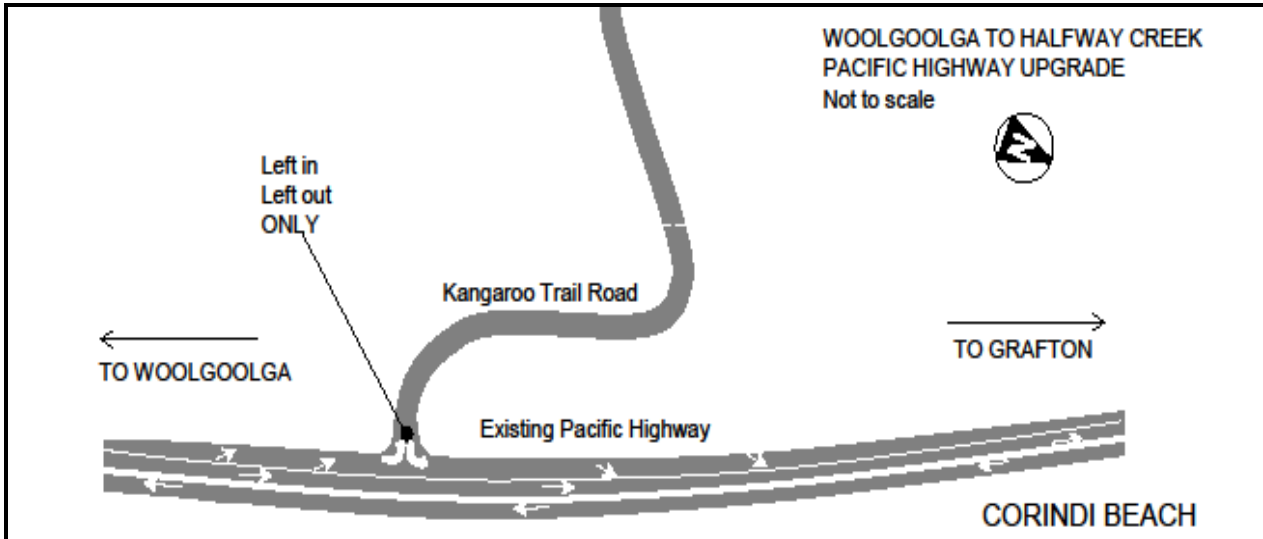 WOOLGOOLGA TO HALFWAY CREEK
PACIFIC HIGHWAY UPGRADE
Not to scale
N
Left in
Left out
ONLY
Kangaroo Trail Road
TO WOOLGOOLGA
TO GRAFTON
Existing Pacific Highway
CORINDI BEACH